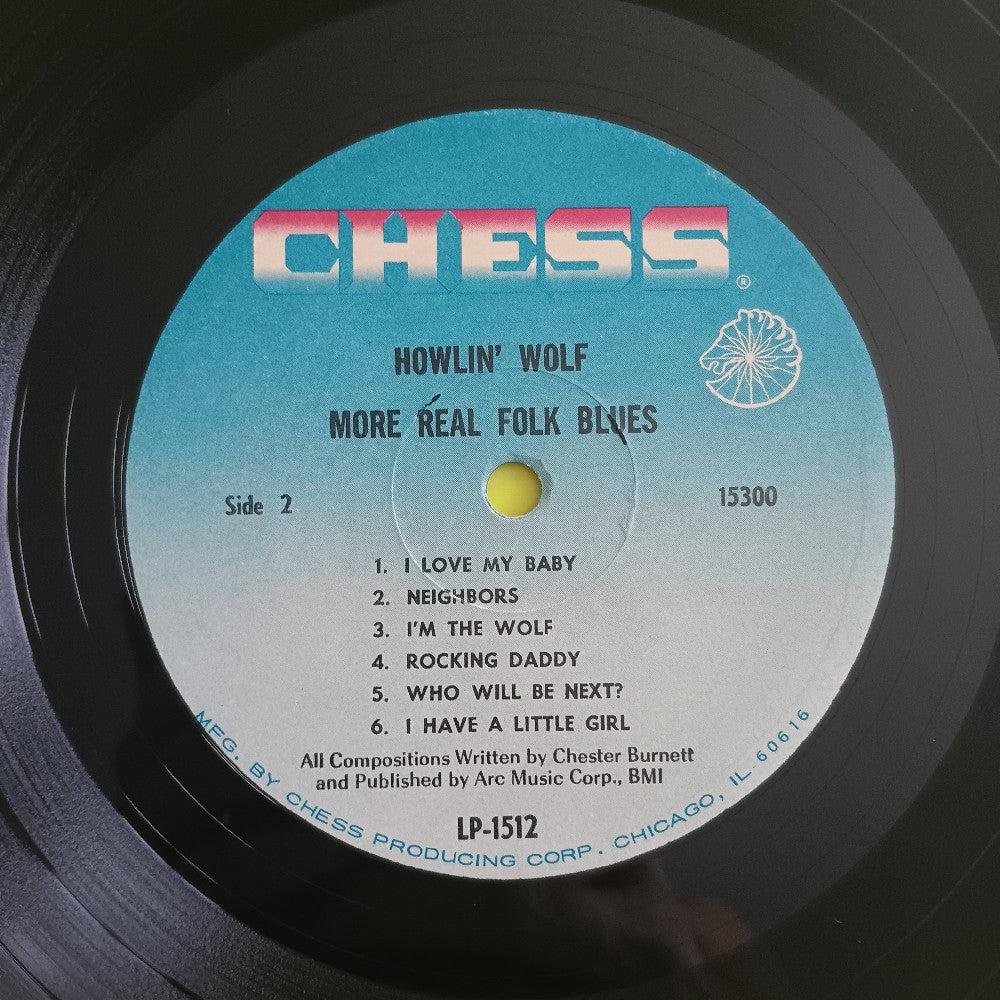 CHESS ®
HOWLIN' WOLF
MORE REAL FOLK BLUES
Side 2
15300
1. I LOVE MY BABY
2. NEIGHBORS
3. I'M THE WOLF
4. ROCKING DADDY
5. WHO WILL BE NEXT?
6. I HAVE A LITTLE GIRL
All Compositions Written by Chester Burnett
and Published by Arc Music Corp., BMI
LP-1512
MFG. BY CHESS PRODUCING CORP. CHICAGO, IL 60616